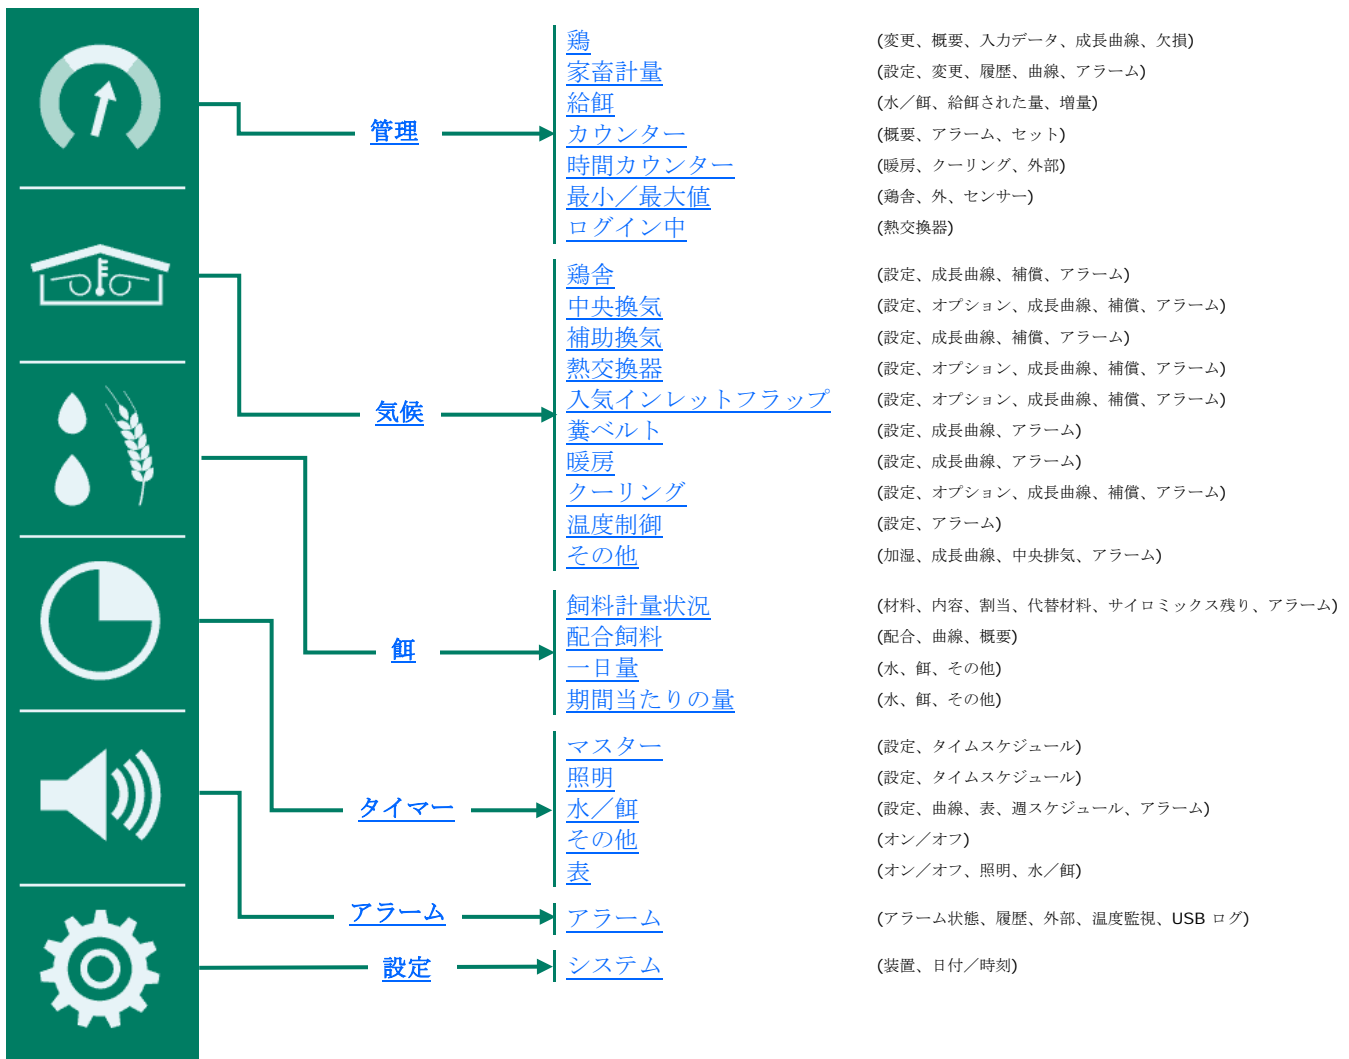 管理
鶏 (変更、概要、入力データ、成長曲線、欠損)
家畜計量 (設定、変更、履歴、曲線、アラーム)
給餌 (水／餌、給餌された量、増量)
カウンター (概要、アラーム、セット)
時間カウンター (暖房、クーリング、外部)
最小／最大値 (鶏舎、外、センサー)
ログイン中 (熱交換器)
気候
鶏舎 (設定、成長曲線、補償、アラーム)
中央換気 (設定、オプション、成長曲線、補償、アラーム)
補助換気 (設定、成長曲線、補償、アラーム)
熱交換器 (設定、オプション、成長曲線、補償、アラーム)
入気インレットフラップ (設定、オプション、成長曲線、補償、アラーム)
糞ベルト (設定、成長曲線、アラーム)
暖房 (設定、成長曲線、アラーム)
クーリング (設定、オプション、成長曲線、補償、アラーム)
温度制御 (設定、アラーム)
その他 (加湿、成長曲線、中央排気、アラーム)
餌
飼料計量状況 (材料、内容、割当、代替材料、サイロミックス残り、アラーム)
配合飼料 (配合、曲線、概要)
一日量 (水、餌、その他)
期間当たりの量 (水、餌、その他)
タイマー
マスター (設定、タイムスケジュール)
照明 (設定、タイムスケジュール)
水／餌 (設定、曲線、表、週スケジュール、アラーム)
その他 (オン／オフ)
表 (オン／オフ、照明、水／餌)
アラーム
アラーム (アラーム状態、履歴、外部、温度監視、USB ログ)
設定
システム (装置、日付／時刻)